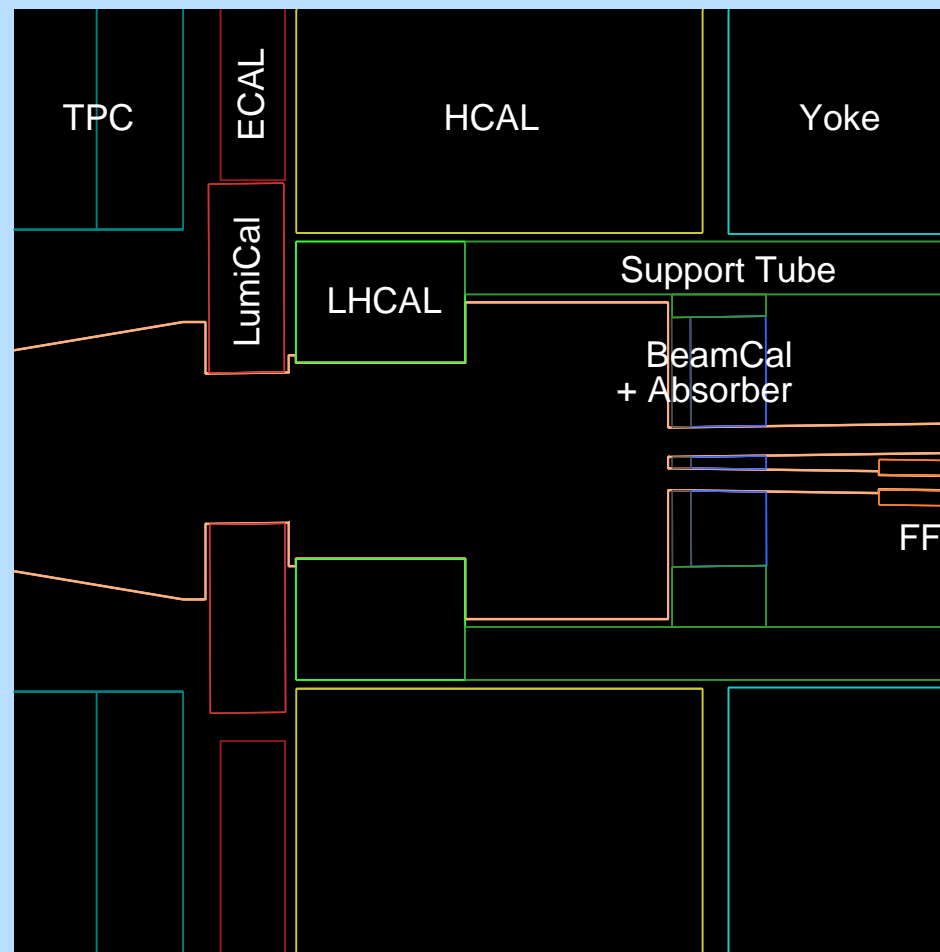 TPC
ECAL
HCAL
Yoke
LumiCal
Support Tube
LHCAL
BeamCal
+ Absorber
FF